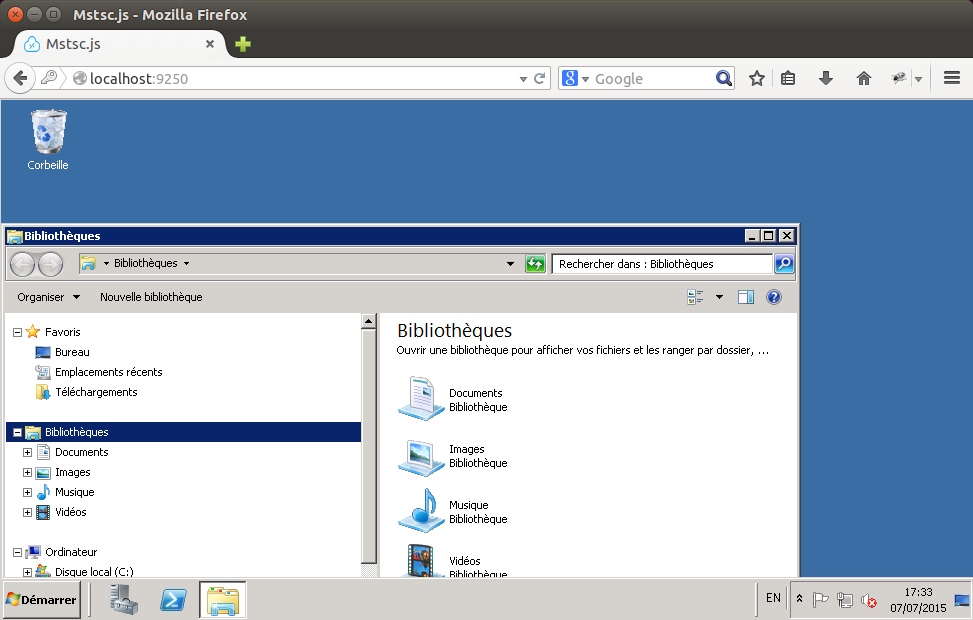 Mstsc.js - Mozilla Firefox
Mstsc.js
localhost:9250
Google
Corbeille
Bibliothèques
Bibliothèques
Rechercher dans : Bibliothèques
Organiser
Nouvelle bibliothèque
Favoris
Bureau
Emplacements récents
Téléchargements
Bibliothèques
Documents
Images
Musique
Vidéos
Ordinateur
Disque local (C:)
Bibliothèques
Ouvrir une bibliothèque pour afficher vos fichiers et les ranger par dossier, ...
Documents
Bibliothèque
Images
Bibliothèque
Musique
Bibliothèque
Vidéos
Bibliothèque
Démarrer
EN
17:33
07/07/2015